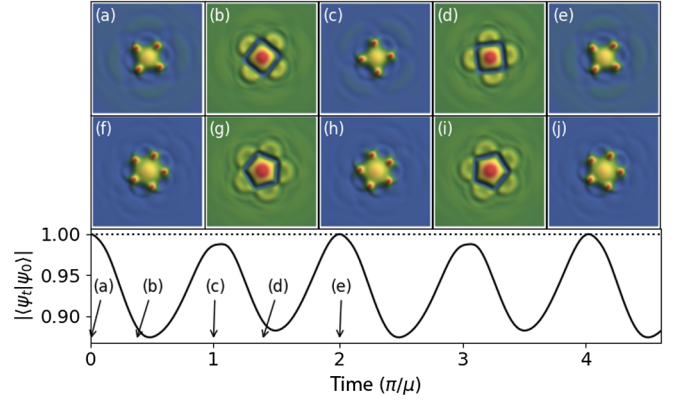 (a) (b) (c) (d) (e)
(f) (g) (h) (i) (j)
1.00
0.95
0.90
|⟨ψt|ψ0⟩|
(a) (b) (c) (d) (e)
0 1 2 3 4
Time (π/μ)